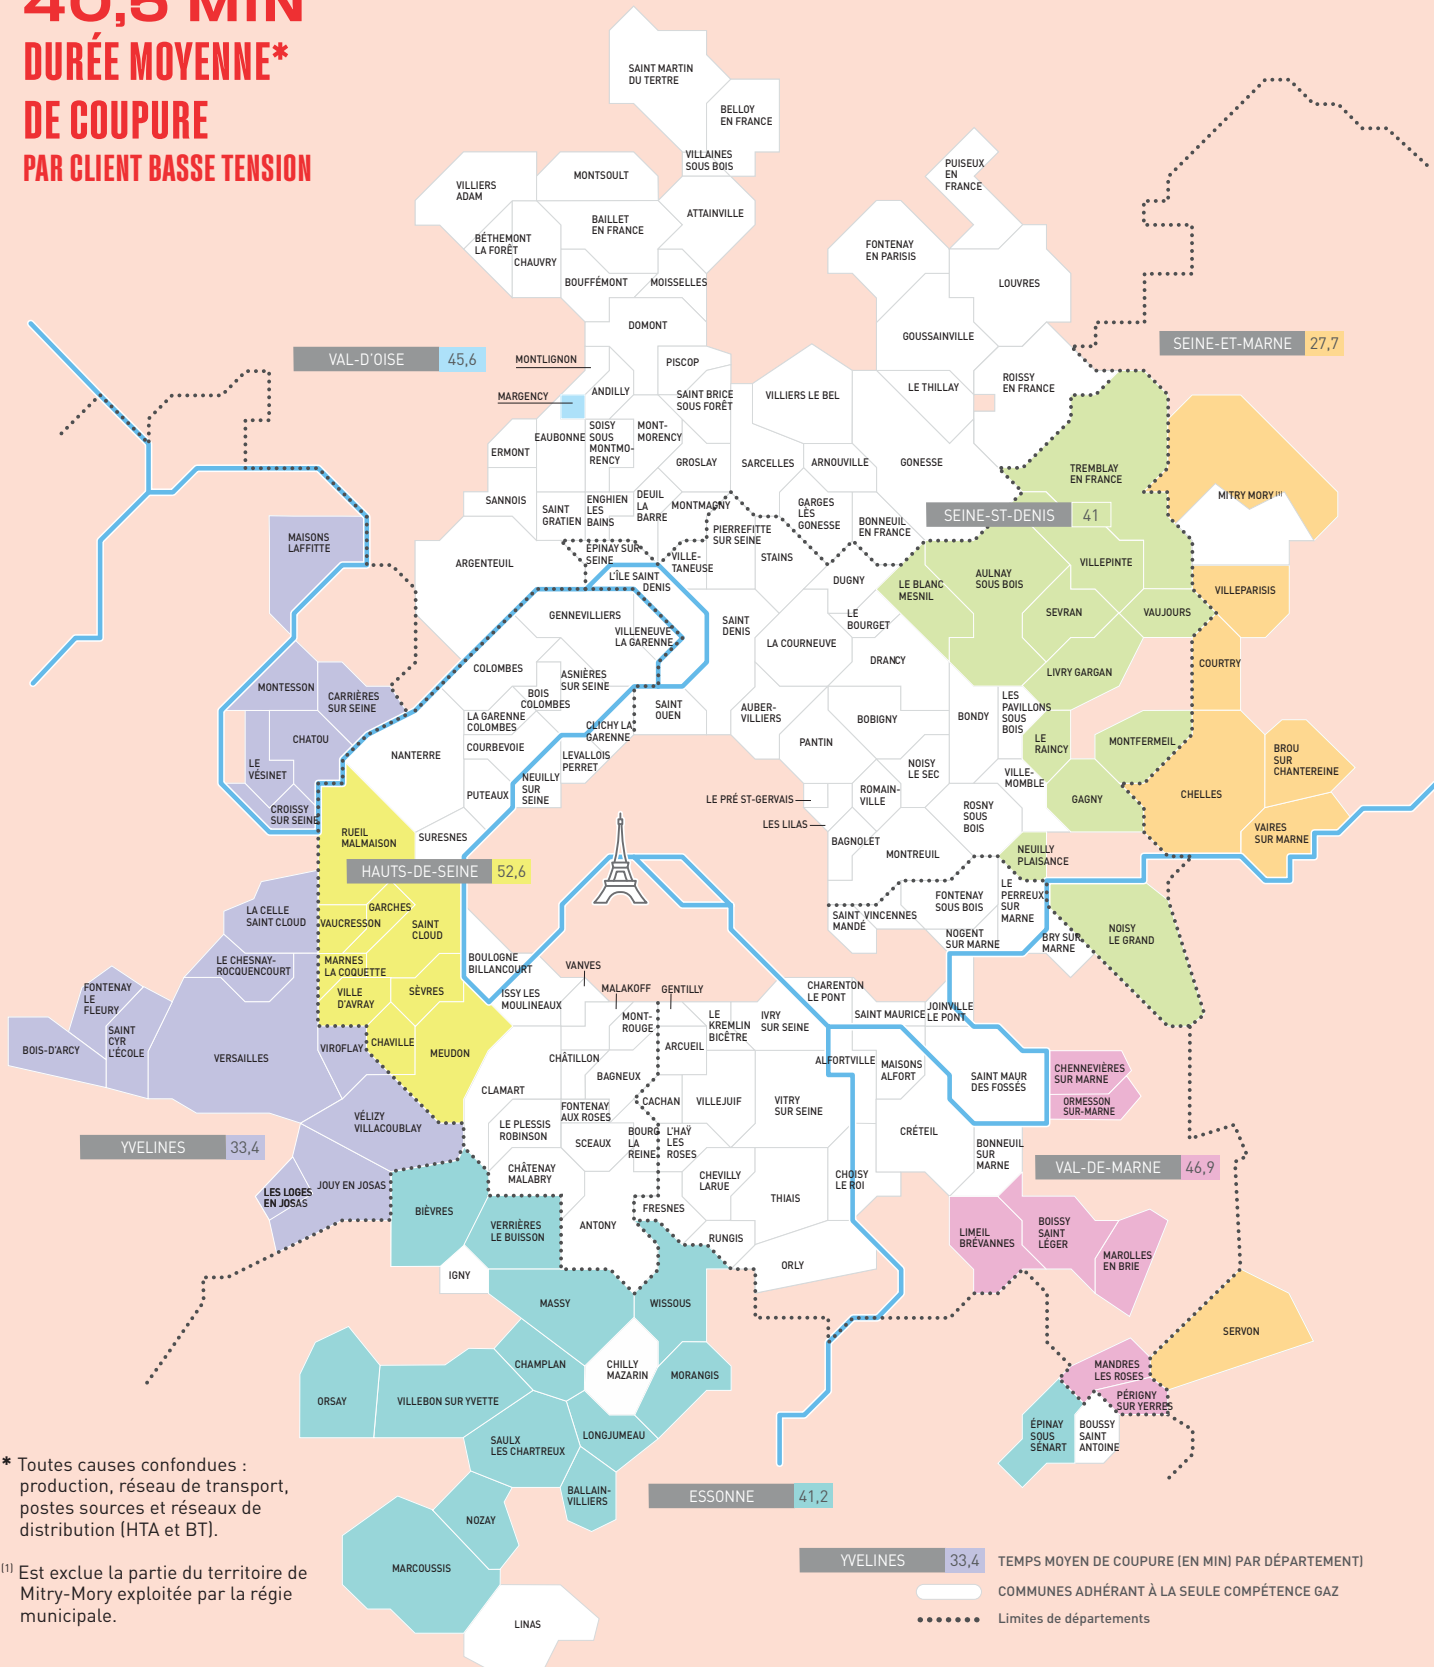 40,5 MIN
DURÉE MOYENNE*
DE COUPURE
PAR CLIENT BASSE TENSION
SAINT MARTIN
DU TERTRE
BELLOY
EN FRANCE
VILLAINES
SOUS BOIS
MONTSOULT
VILLIERS
ADAM
PUISEUX
EN
FRANCE
ATTAINVILLE
BAILLET
EN FRANCE
BÉTHEMONT
LA FORÊT
CHAUVRY
FONTENAY
EN PARISIS
BOUFFÉMONT
MOISSELLES
LOUVRES
DOMONT
GOUSSAINVILLE
SEINE-ET-MARNE 27,7
VAL-D'OISE 45,6
MONTLIGNON
PISCOP
ROISSY
EN FRANCE
LE THILLAY
ANDILLY
MARGENCY
SAINT BRICE
SOUS FORÊT
VILLIERS LE BEL
EAUBONNE
SOISY
SOUS
MONTMO-
RENCY
MONT-
MORENCY
ERMONT
GROSLAY
SARCELLES
ARNOUVILLE
GONESSE
TREMBLAY
EN FRANCE
MITRY MORY (1)
SANNOIS
SAINT
GRATIEN
ENGHIEN
LES
BAINS
DEUIL
LA
BARRE
MONTMAGNY
GARGES
LÈS
GONESSE
BONNEUIL
EN FRANCE
SEINE-ST-DENIS 41
MAISONS
LAFFITTE
PIERREFITTE
SUR SEINE
ARGENTEUIL
ÉPINAY SUR
SEINE
VILLE-
TANEUSE
STAINS
L'ÎLE SAINT
DENIS
DUGNY
LE BLANC
MESNIL
AULNAY
SOUS BOIS
VILLEPINTE
VILLEPARISIS
GENNEVILLIERS
VILLENEUVE
LA GARENNE
SAINT
DENIS
LE
BOURGET
SEVRAN
VAUJOURS
LA COURNEUVE
DRANCY
COURTRY
COLOMBES
ASNIÈRES
SUR SEINE
LIVRY GARGAN
MONTESSON
CARRIÈRES
SUR SEINE
BOIS
COLOMBES
LA GARENNE
COLOMBES
SAINT
OUEN
AUBER-
VILLIERS
BOBIGNY
BONDY
LES
PAVILLONS
SOUS
BOIS
CLICHY LA
GARENNE
CHATOU
COURBEVOIE
NANTERRE
LEVALLOIS
PERRET
PANTIN
LE
RAINCY
MONTFERMEIL
BROU
SUR
CHANTEREINE
LE
VÉSINET
NOISY
LE SEC
VILLE-
MOMBLE
NEUILLY
SUR
SEINE
PUTEAUX
ROMAIN-
VILLE
LE PRÉ ST-GERVAIS
GAGNY
CHELLES
CROISSY
SUR SEINE
ROSNY
SOUS
BOIS
LES LILAS
RUEIL
MALMAISON
SURESNES
BAGNOLET
MONTREUIL
VAIRES
SUR MARNE
NEUILLY
PLAISANCE
HAUTS-DE-SEINE 52,6
LE
PERREUX
SUR
MARNE
FONTENAY
SOUS BOIS
LA CELLE
SAINT CLOUD
GARCHES
VAUCRESSON
SAINT
CLOUD
SAINT
MANDÉ
VINCENNES
NOGENT
SUR MARNE
BRY SUR
MARNE
NOISY
LE GRAND
LE CHESNAY-
ROCQUENCOURT
MARNES
LA COQUETTE
BOULOGNE
BILLANCOURT
VANVES
MALAKOFF
GENTILLY
CHARENTON
LE PONT
FONTENAY
LE
FLEURY
VILLE
D'AVRAY
SÈVRES
ISSY LES
MOULINEAUX
JOINVILLE
LE PONT
SAINT MAURICE
LE
KREMLIN
BICÊTRE
IVRY
SUR SEINE
MONT-
ROUGE
SAINT
CYR
L'ÉCOLE
BOIS-D'ARCY
VERSAILLES
VIROFLAY
CHAVILLE
MEUDON
ARCUEIL
CHÂTILLON
ALFORTVILLE
MAISONS
ALFORT
BAGNEUX
SAINT MAUR
DES FOSSÉS
CHENNEVIÈRES
SUR MARNE
CLAMART
CACHAN
VILLEJUIF
VITRY
SUR SEINE
ORMESSON
SUR-MARNE
VÉLIZY
VILLACOUBLAY
FONTENAY
AUX ROSES
LE PLESSIS
ROBINSON
SCEAUX
BOURG
LA
REINE
L'HAŸ
LES
ROSES
CRÉTEIL
BONNEUIL
SUR
MARNE
YVELINES 33,4
VAL-DE-MARNE 46,9
CHÂTENAY
MALABRY
CHEVILLY
LARUE
CHOISY
LE ROI
JOUY EN JOSAS
LES LOGES
EN JOSAS
THIAIS
BIÈVRES
VERRIÈRES
LE BUISSON
ANTONY
FRESNES
RUNGIS
LIMEIL
BRÉVANNES
BOISSY
SAINT
LÉGER
MAROLLES
EN BRIE
IGNY
ORLY
MASSY
WISSOUS
SERVON
CHAMPLAN
CHILLY
MAZARIN
MORANGIS
MANDRES
LES ROSES
ORSAY
VILLEBON SUR YVETTE
PÉRIGNY
SUR YERRES
ÉPINAY
SOUS
SÉNART
BOUSSY
SAINT
ANTOINE
SAULX
LES CHARTREUX
LONGJUMEAU
BALLAIN-
VILLIERS
ESSONNE 41,2
NOZAY
MARCOUSSIS
LINAS
* Toutes causes confondues :
production, réseau de transport,
postes sources et réseaux de
distribution (HTA et BT).
(1) Est exclue la partie du territoire de
Mitry-Mory exploitée par la régie
municipale.
YVELINES 33,4 TEMPS MOYEN DE COUPURE (EN MIN) PAR DÉPARTEMENT)
COMMUNES ADHÉRANT À LA SEULE COMPÉTENCE GAZ
Limites de départements